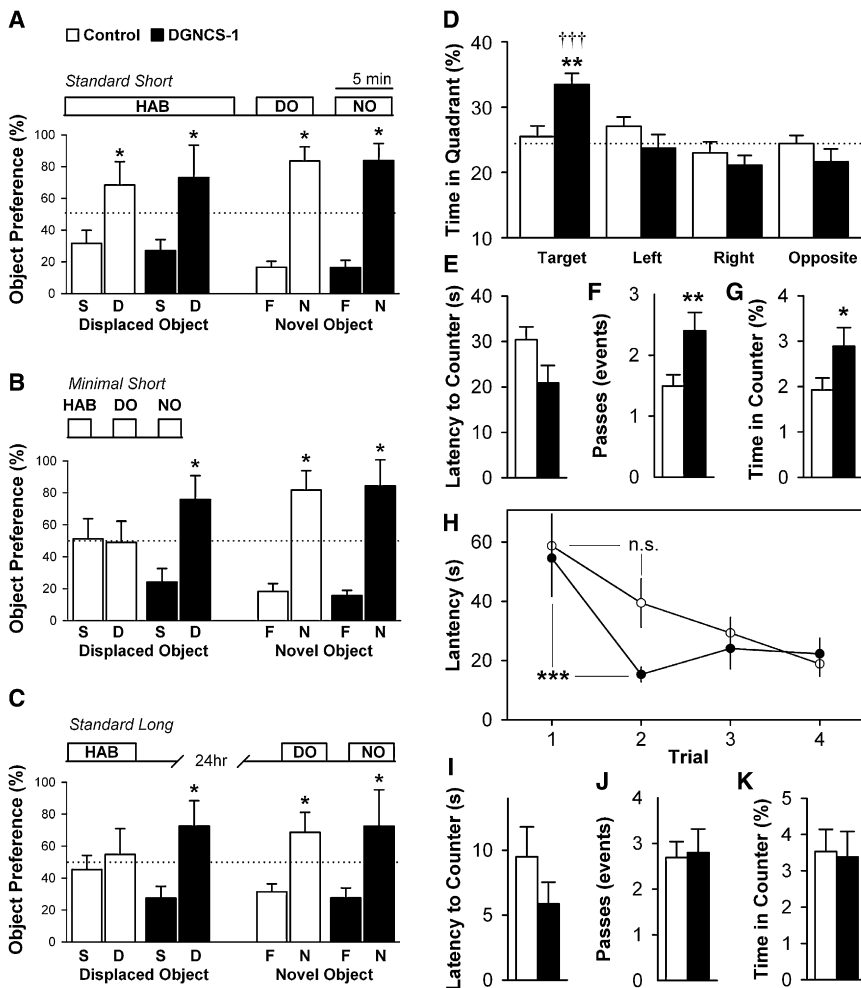 A
Control DGNCS-1
Standard Short
5 min
HAB DO NO
Object Preference (%)
100
80
60
40
20
0
* * * *
S D S D F N F N
Displaced Object Novel Object
B
Minimal Short
HAB DO NO
Object Preference (%)
100
80
60
40
20
0
* * *
S D S D F N F N
Displaced Object Novel Object
C
Standard Long
HAB 24hr DO NO
Object Preference (%)
100
80
60
40
20
0
* * *
S D S D F N F N
Displaced Object Novel Object
D
Time in Quadrant (%)
40
30
20
10
†††
**
Target Left Right Opposite
E
Latency to Counter (s)
40
30
20
10
0
F
Passes (events)
3
2
1
0
**
G
Time in Counter (%)
4
3
2
1
0
*
H
Lantency (s)
60
40
20
0
n.s.
***
1 2 3 4
Trial
I
Latency to Counter (s)
10
5
0
J
Passes (events)
4
3
2
1
0
K
Time in Counter (%)
5
4
3
2
1
0